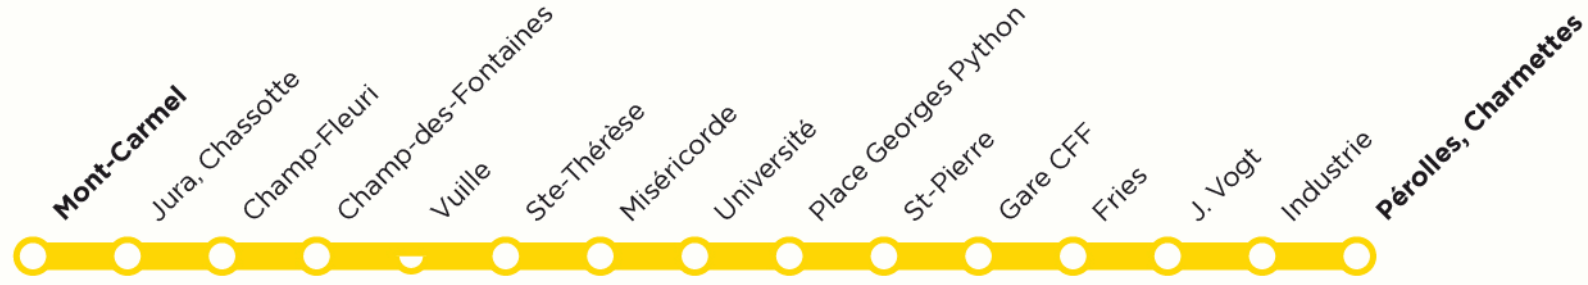 Mont-Carmel
Jura, Chassotte
Champ-Fleuri
Champ-des-Fontaines
Vuille
Ste-Thérèse
Miséricorde
Université
Place Georges Python
St-Pierre
Gare CFF
Fries
J. Vogt
Industrie
Pérolles, Charmettes